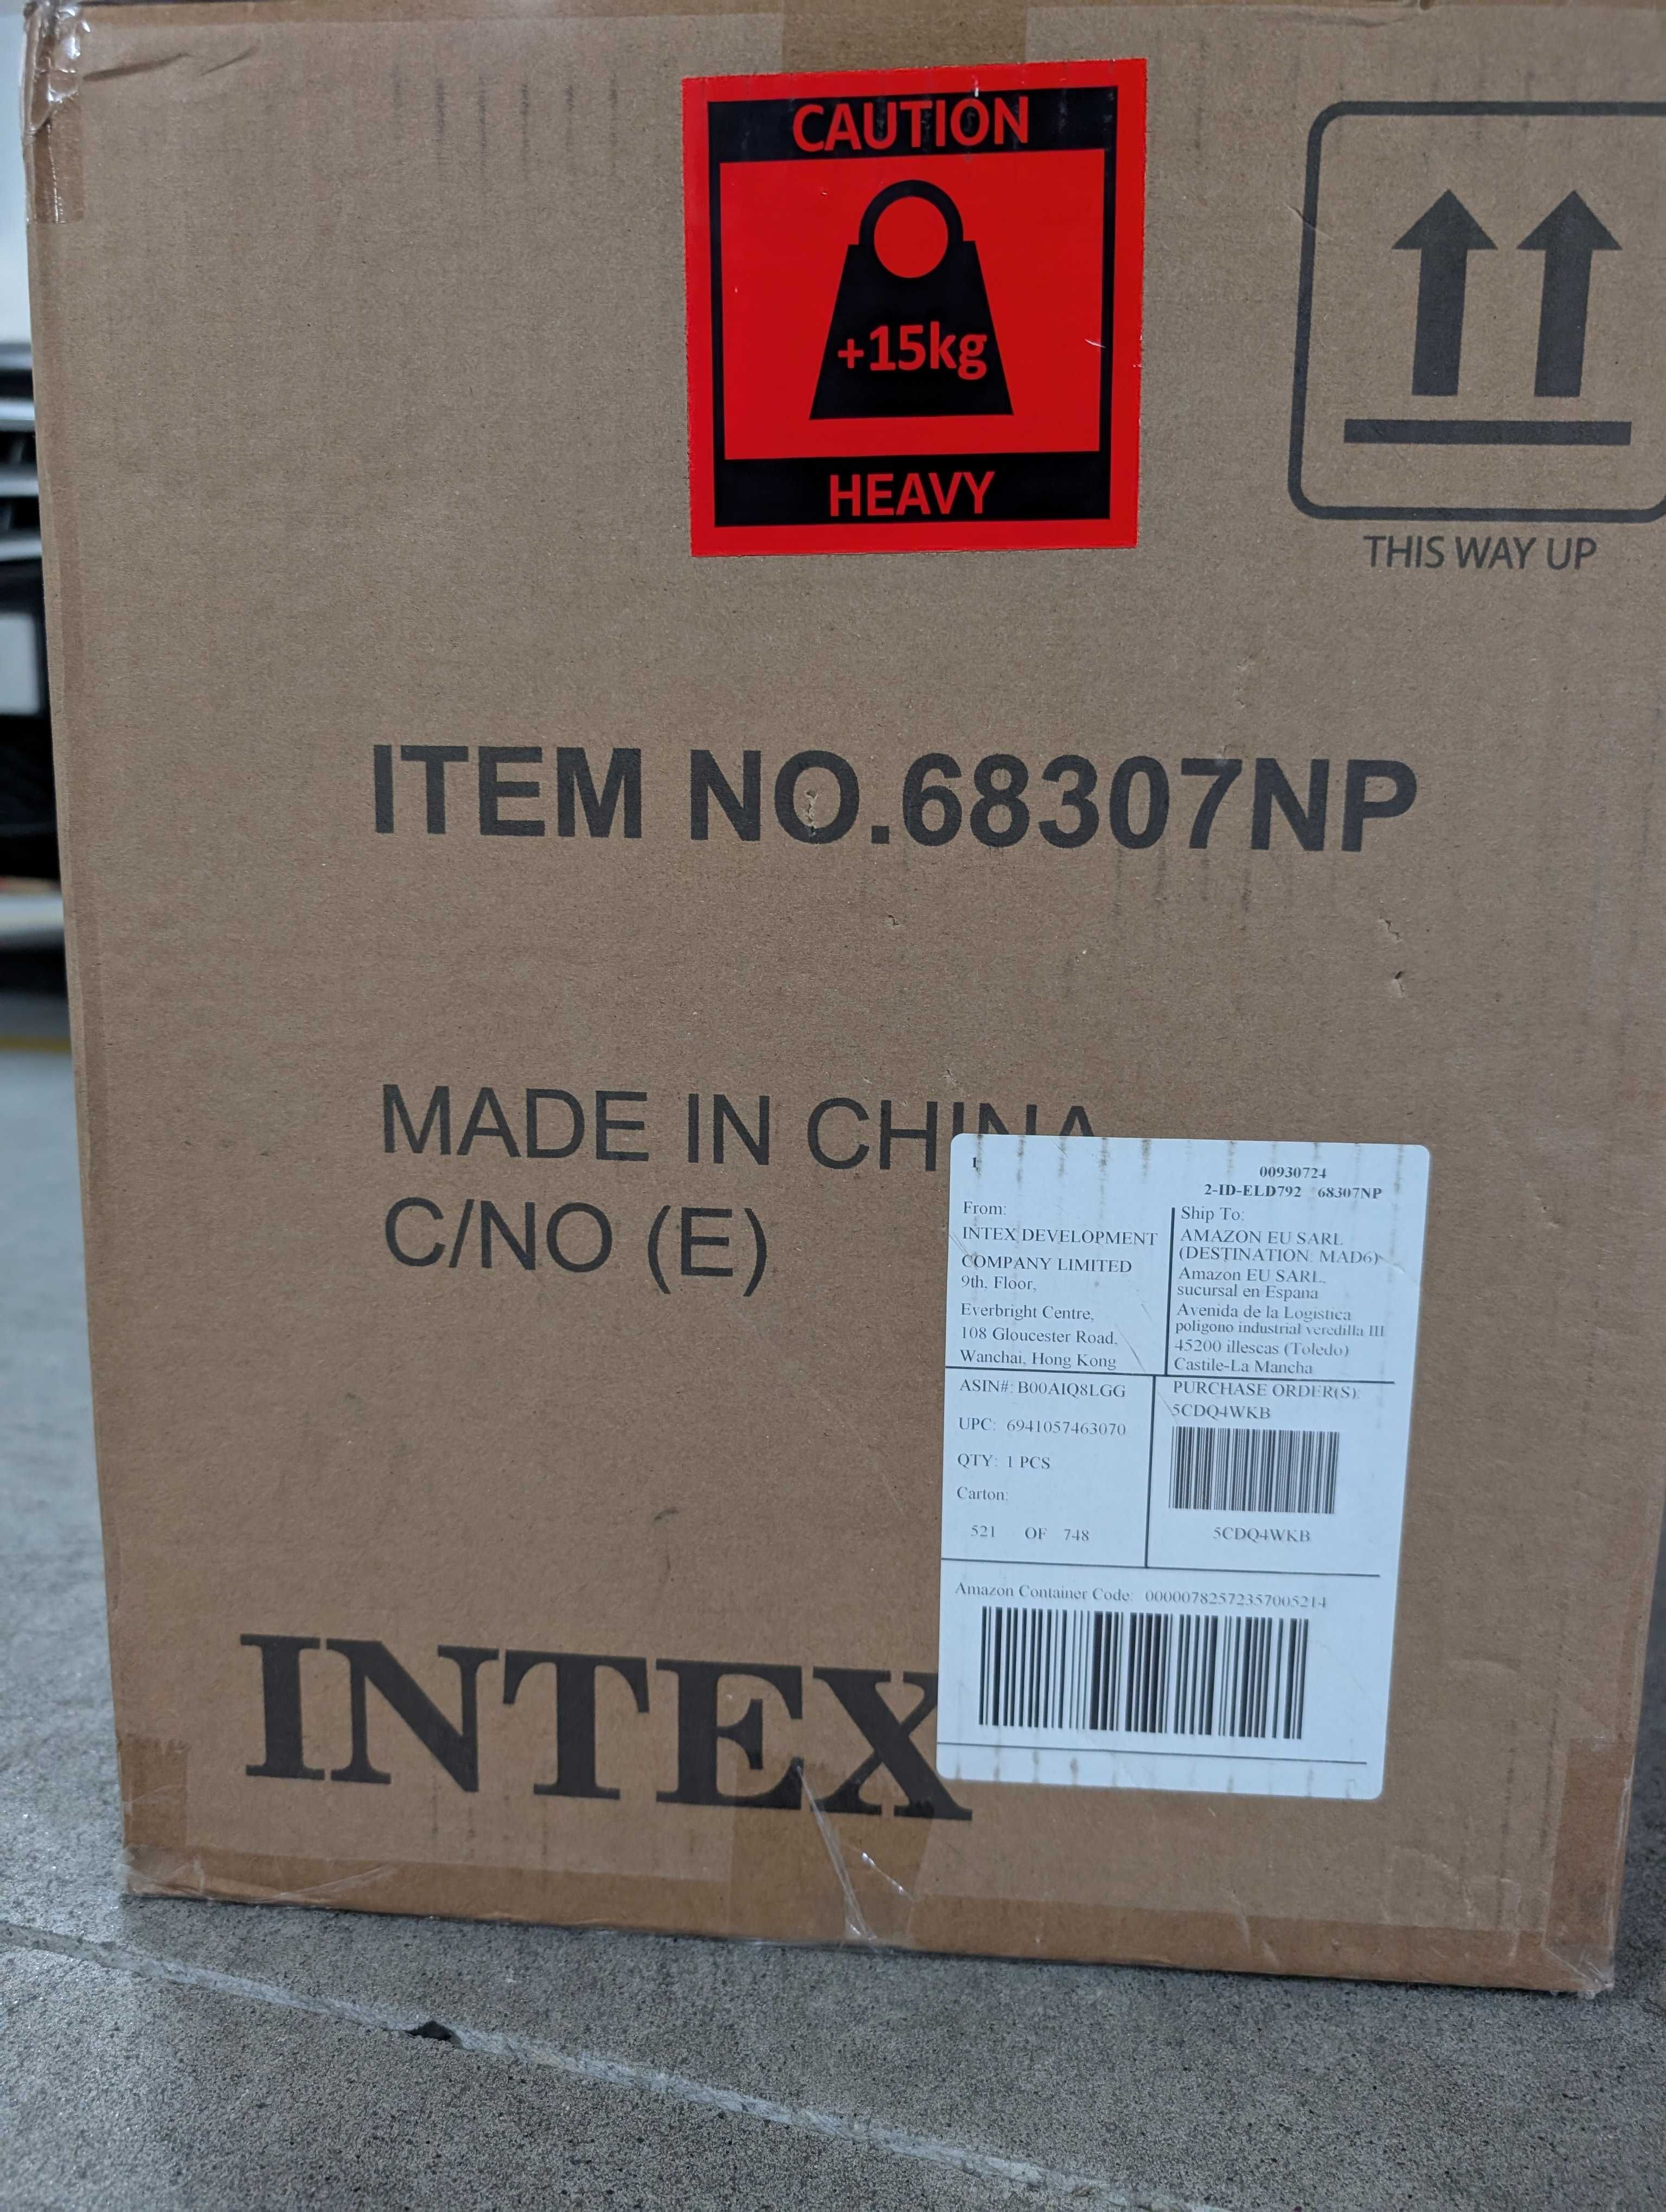 CAUTION
+15kg
HEAVY
THIS WAY UP
ITEM NO.68307NP
MADE IN CHINA
C/NO (E)
INTEX
1
00930724
2-ID-ELD792 68307NP
From:
INTEX DEVELOPMENT
COMPANY LIMITED
9th, Floor,
Everbright Centre,
108 Gloucester Road,
Wanchai, Hong Kong
Ship To:
AMAZON EU SARL
(DESTINATION: MAD6)
Amazon EU SARL,
sucursal en Espana
Avenida de la Logistica
poligono industrial veredilla III
45200 illescas (Toledo)
Castile-La Mancha
ASIN#: B00AIQ8LGG
UPC: 6941057463070
QTY: 1 PCS
Carton:
521 OF 748
PURCHASE ORDER(S):
5CDQ4WKB
5CDQ4WKB
Amazon Container Code: 00000782572357005214